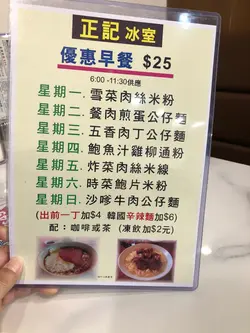 正記 冰室
優惠早餐 $25
6:00 -11:30供應
星期一. 雪菜肉絲米粉
星期二. 餐肉煎蛋公仔麵
星期三. 五香肉丁公仔麵
星期四. 鮑魚汁雞柳通粉
星期五. 炸菜肉絲米線
星期六. 時菜鮑片米粉
星期日. 沙嗲牛肉公仔麵
(出前一丁加$4 韓國辛辣麵加$6)
配：咖啡或茶 (凍飲加$2元)